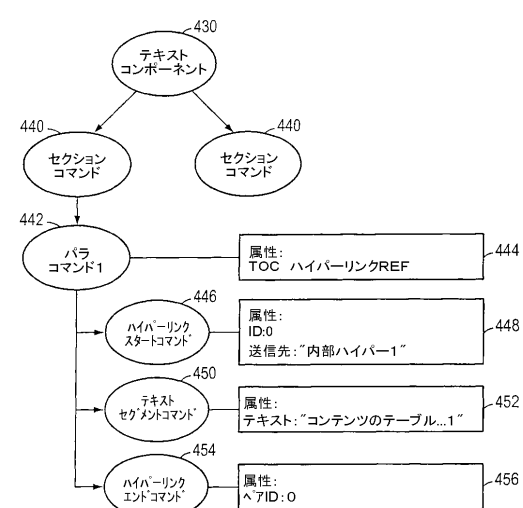 430
テキスト
コンポーネント
440
440
セクション
コマンド
セクション
コマンド
442
パラ
コマンド1
属性:
TOC ハイパーリンクREF
444
446
ハイパーリンク
スタートコマンド
属性:
ID:0
送信先:"内部ハイパー1"
448
450
テキスト
セグメントコマンド
属性:
テキスト:"コンテンツのテーブル...1"
452
454
ハイパーリンク
エンドコマンド
属性:
ペアID:0
456